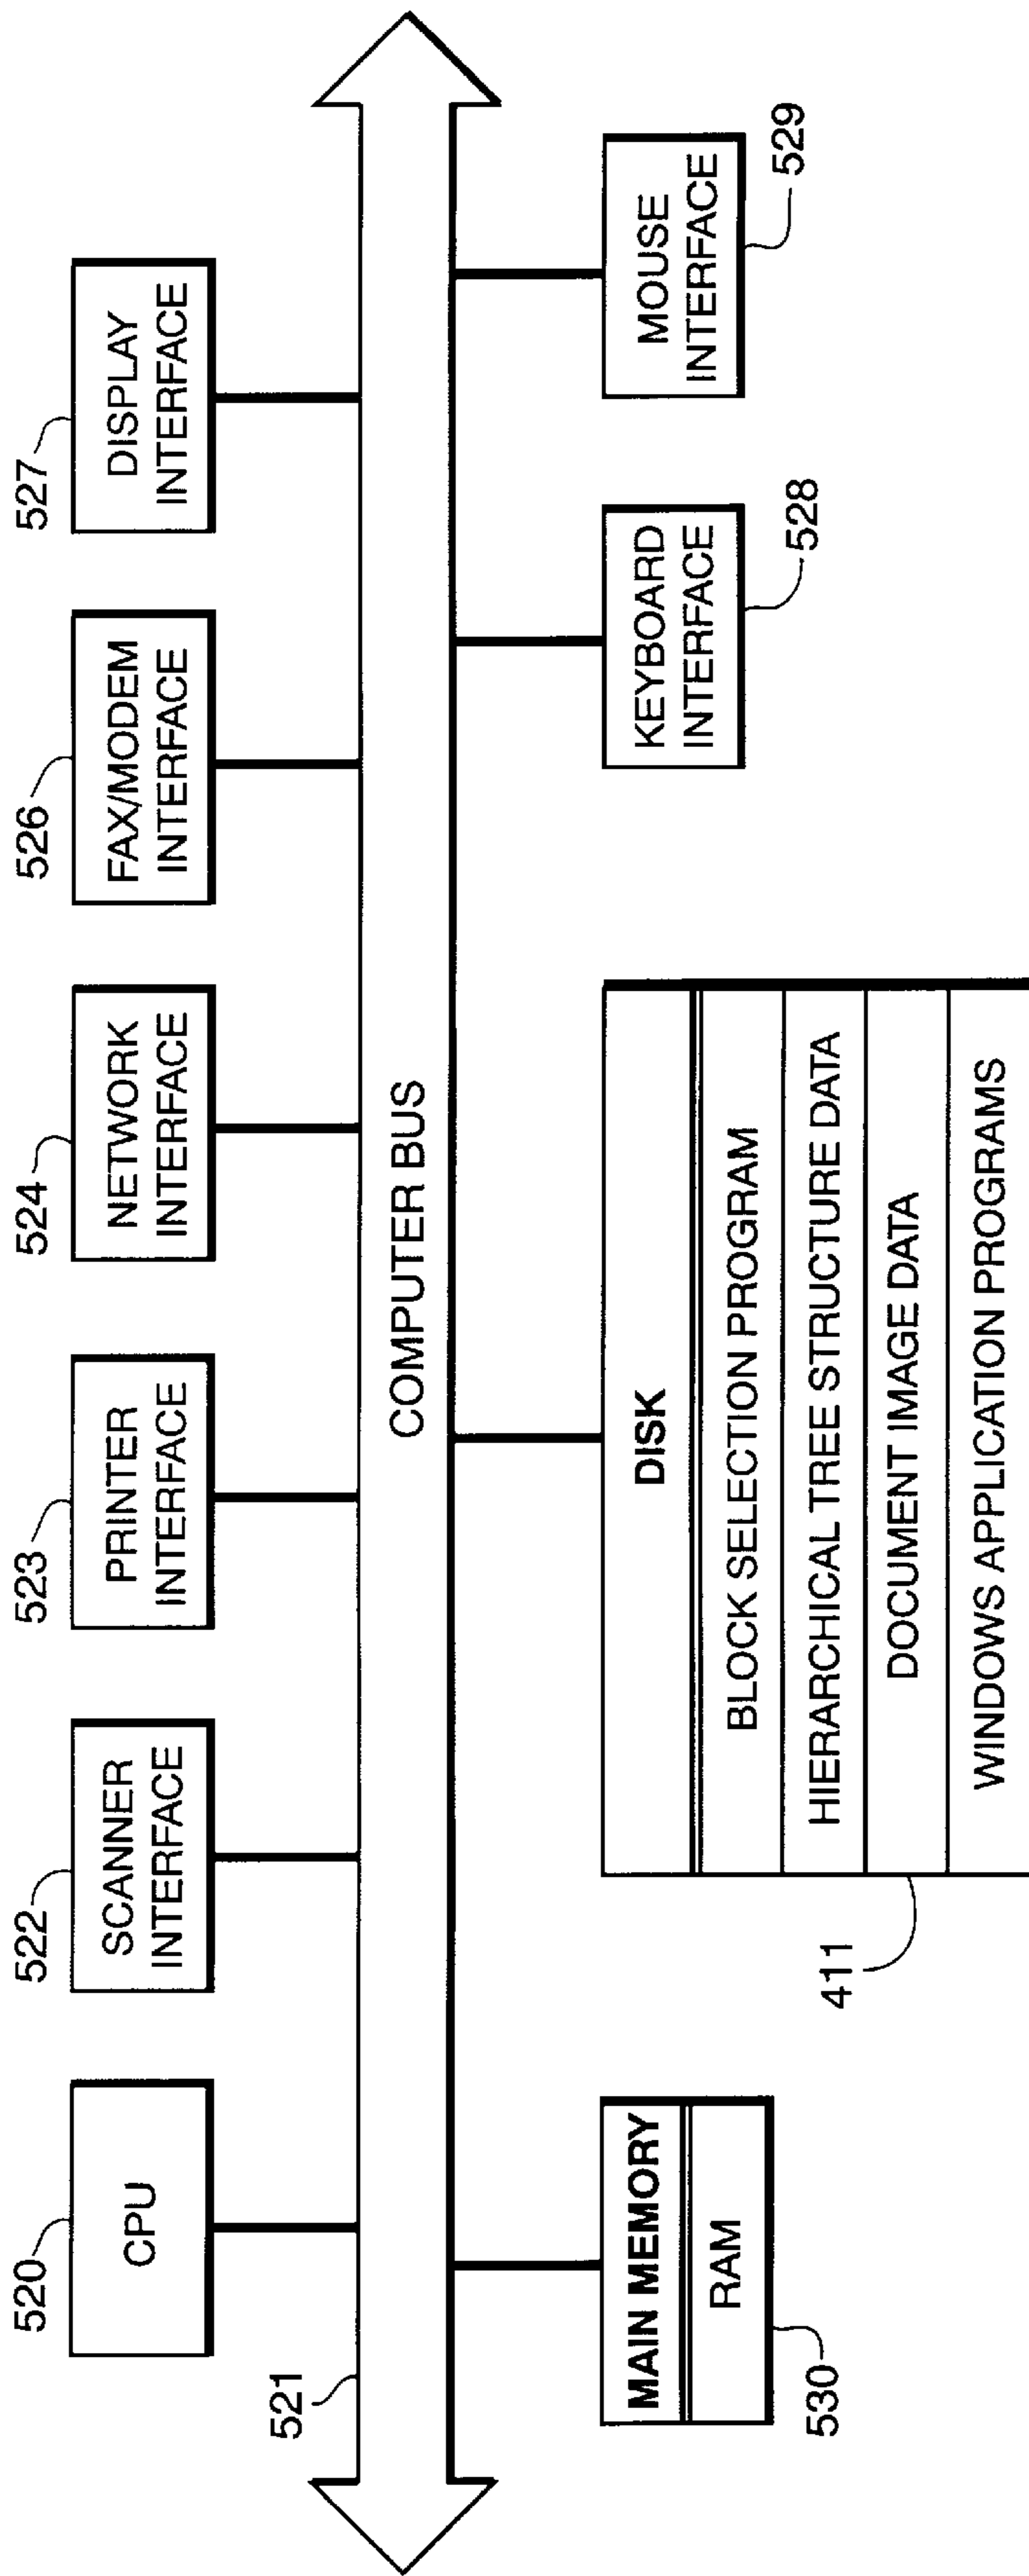 520
CPU
522
SCANNER
INTERFACE
523
PRINTER
INTERFACE
524
NETWORK
INTERFACE
526
FAX/MODEM
INTERFACE
527
DISPLAY
INTERFACE
521
COMPUTER BUS
MAIN MEMORY
RAM
530
DISK
BLOCK SELECTION PROGRAM
HIERARCHICAL TREE STRUCTURE DATA
DOCUMENT IMAGE DATA
WINDOWS APPLICATION PROGRAMS
411
KEYBOARD
INTERFACE
528
MOUSE
INTERFACE
529